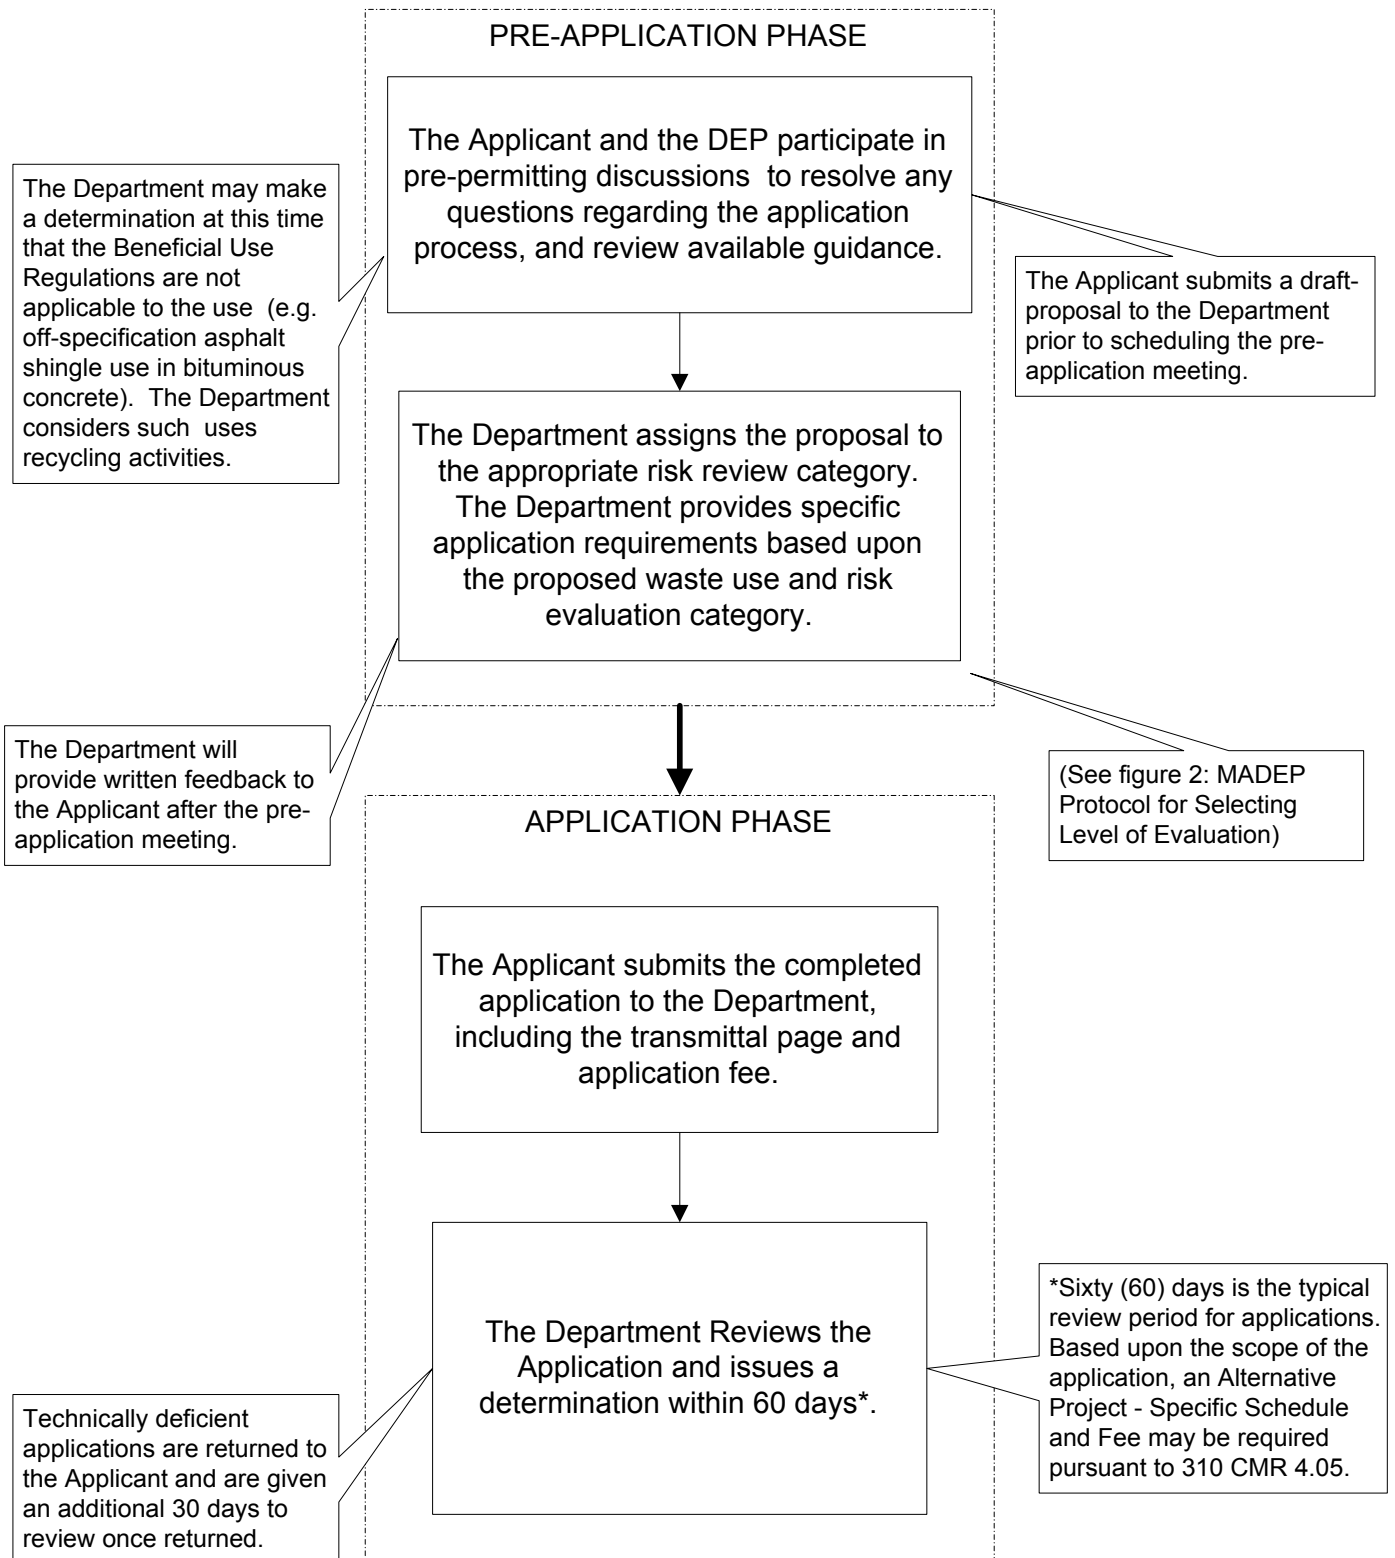 PRE-APPLICATION PHASE
The Applicant and the DEP participate in
pre-permitting discussions to resolve any
questions regarding the application
process, and review available guidance.
The Department may make
a determination at this time
that the Beneficial Use
Regulations are not
applicable to the use (e.g.
off-specification asphalt
shingle use in bituminous
concrete). The Department
considers such uses
recycling activities.
The Applicant submits a draft-
proposal to the Department
prior to scheduling the pre-
application meeting.
The Department assigns the proposal to
the appropriate risk review category.
The Department provides specific
application requirements based upon
the proposed waste use and risk
evaluation category.
The Department will
provide written feedback to
the Applicant after the pre-
application meeting.
(See figure 2: MADEP
Protocol for Selecting
Level of Evaluation)
APPLICATION PHASE
The Applicant submits the completed
application to the Department,
including the transmittal page and
application fee.
The Department Reviews the
Application and issues a
determination within 60 days*.
*Sixty (60) days is the typical
review period for applications.
Based upon the scope of the
application, an Alternative
Project - Specific Schedule
and Fee may be required
pursuant to 310 CMR 4.05.
Technically deficient
applications are returned to
the Applicant and are given
an additional 30 days to
review once returned.